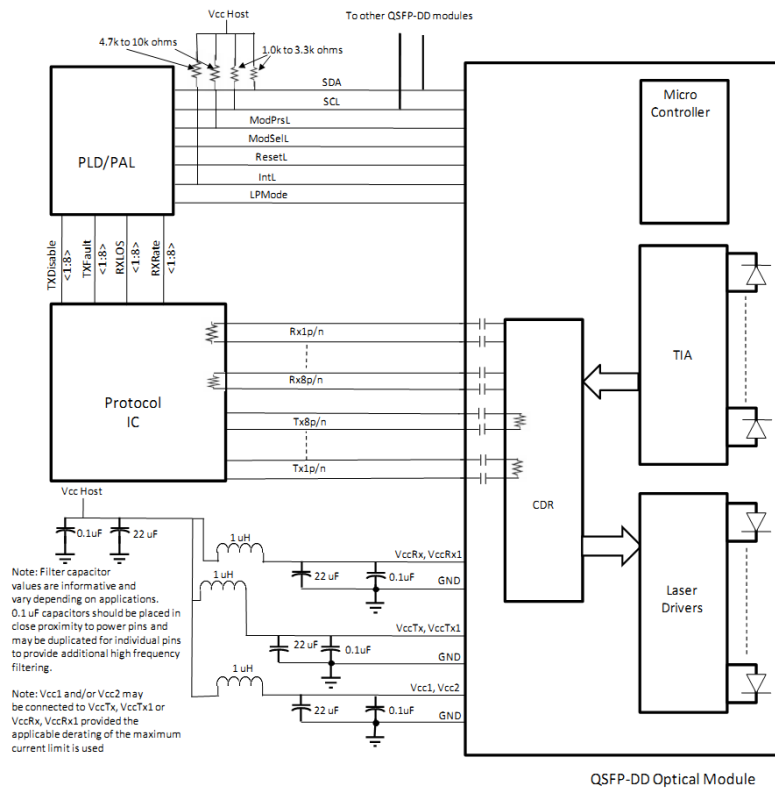 Vcc Host
To other QSFP-DD modules
4.7k to 10k ohms
1.0k to 3.3k ohms
SDA
SCL
ModPrsL
ModSelL
ResetL
IntL
LPMode
PLD/PAL
Micro
Controller
TXDisable
<1:8>
TXFault
<1:8>
RXLOS
<1:8>
RXRate
<1:8>
Rx1p/n
Rx8p/n
Tx8p/n
Tx1p/n
Protocol
IC
TIA
CDR
Laser
Drivers
Vcc Host
0.1uF
22 uF
1 uH
VccRx, VccRx1
22 uF
0.1uF
GND
1 uH
VccTx, VccTx1
22 uF
0.1uF
GND
1 uH
Vcc1, Vcc2
22 uF
0.1uF
GND
Note: Filter capacitor
values are informative and
vary depending on applications.
0.1 uF capacitors should be placed in
close proximity to power pins and
may be duplicated for individual pins
to provide additional high frequency
filtering.
Note: Vcc1 and/or Vcc2 may
be connected to VccTx, VccTx1 or
VccRx, VccRx1 provided the
applicable derating of the maximum
current limit is used
QSFP-DD Optical Module